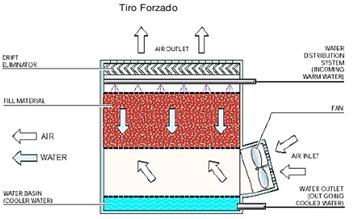 Tiro Forzado
AIR OUTLET
DRIFT
ELIMINATOR
WATER
DISTRIBUTION
SYSTEM
(INCOMING
WARM WATER)
FILL MATERIAL
FAN
AIR
WATER
AIR INLET
WATER BASIN
(COOLER WATER)
WATER OUTLET
(OUT GOING
COOLED WATER)